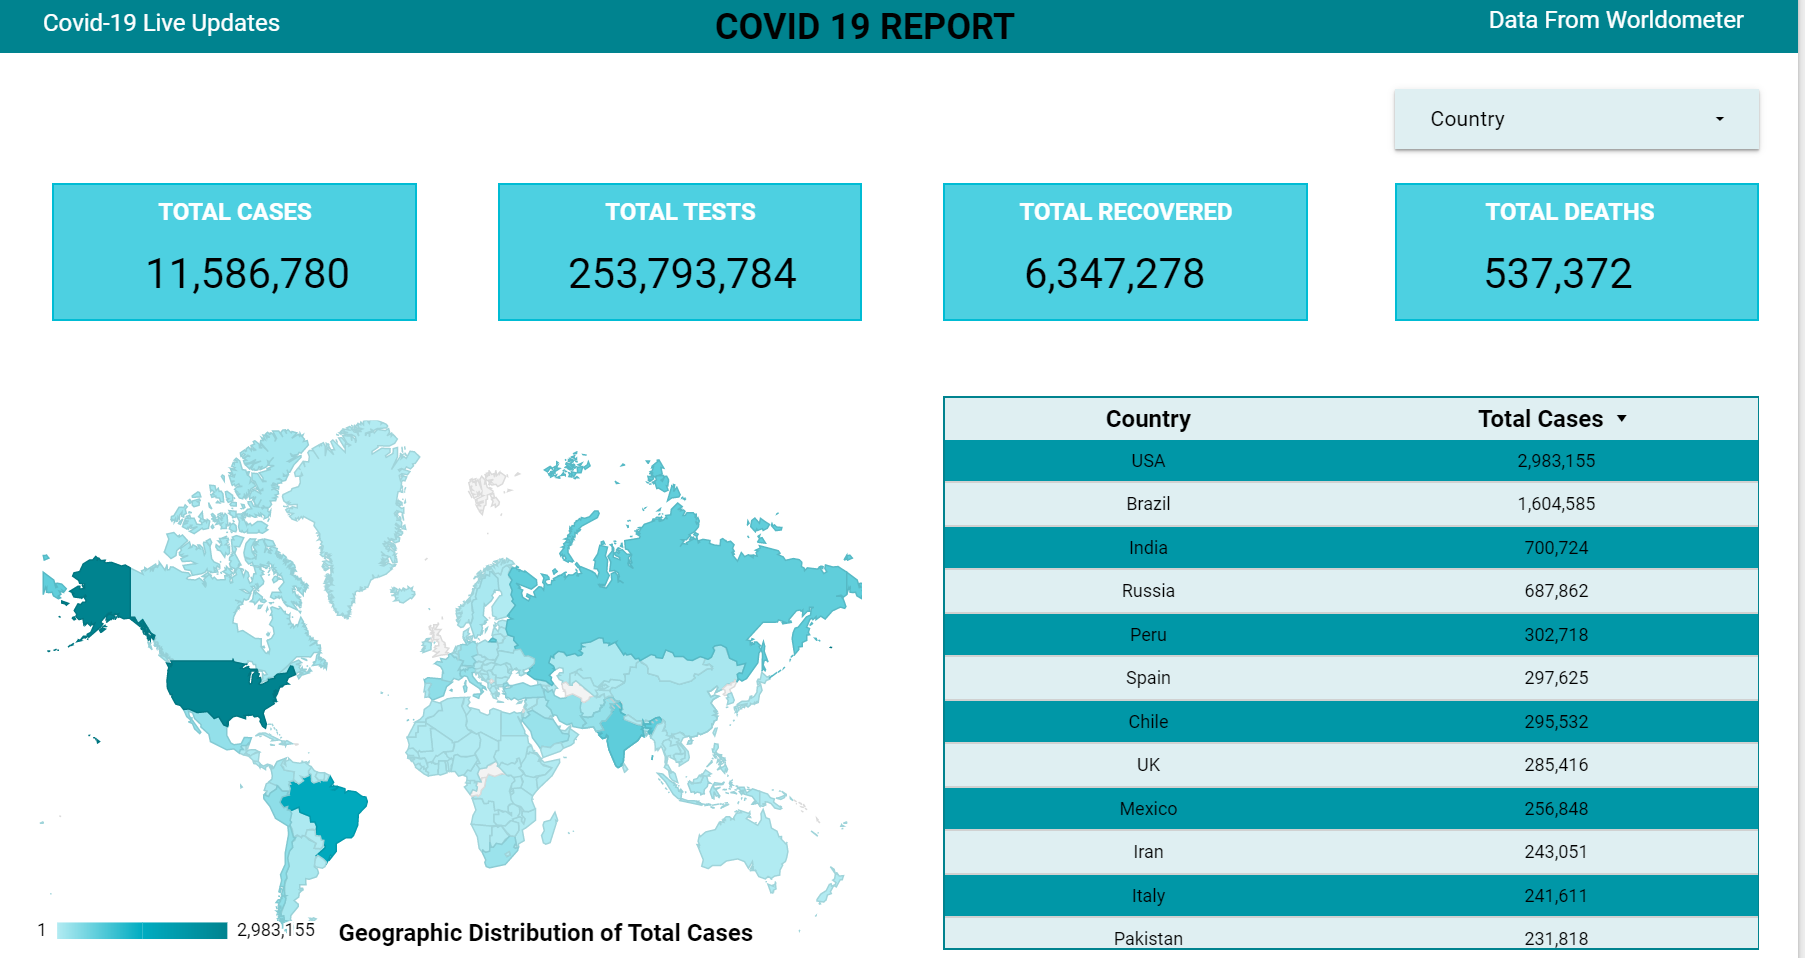 Covid-19 Live Updates
COVID 19 REPORT
Data From Worldometer
Country
TOTAL CASES
11,586,780
TOTAL TESTS
253,793,784
TOTAL RECOVERED
6,347,278
TOTAL DEATHS
537,372
Country Total Cases
USA 2,983,155
Brazil 1,604,585
India 700,724
Russia 687,862
Peru 302,718
Spain 297,625
Chile 295,532
UK 285,416
Mexico 256,848
Iran 243,051
Italy 241,611
Pakistan 231,818
1 2,983,155
Geographic Distribution of Total Cases